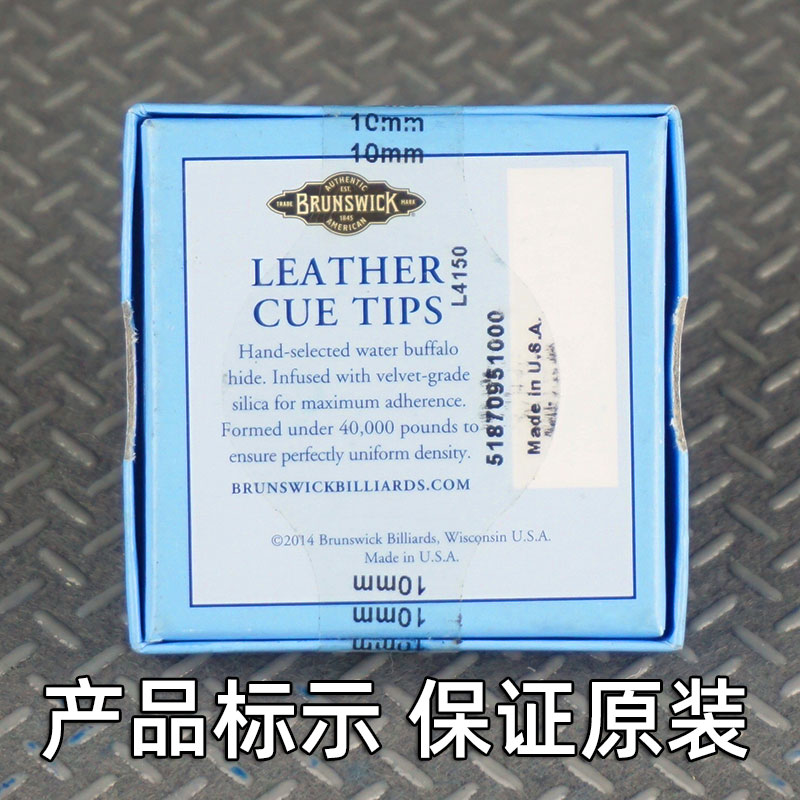 10mm
10mm
AUTHENTIC
EST.
TRADE BRUNSWICK MARK
1845
AMERICAN
LEATHER
CUE TIPS
L4150
Hand-selected water buffalo
hide. Infused with velvet-grade
silica for maximum adherence.
Formed under 40,000 pounds to
ensure perfectly uniform density.
BRUNSWICKBILLIARDS.COM
51870951000
Made in U.S.A.
©2014 Brunswick Billiards, Wisconsin U.S.A.
Made in U.S.A.
10mm
10mm
10mm
产品标示 保证原装